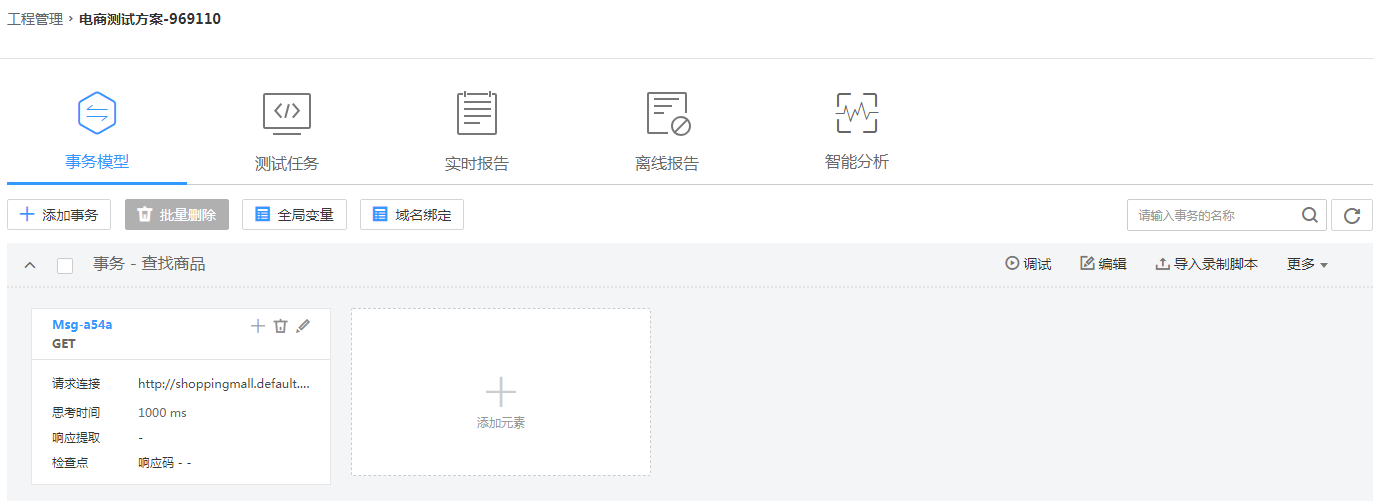 工程管理 › 电商测试方案-969110
事务模型 测试任务 实时报告 离线报告 智能分析
添加事务 批量删除 全局变量 域名绑定 请输入事务的名称
事务 - 查找商品 调试 编辑 导入录制脚本 更多
Msg-a54a
GET
请求连接 http://shoppingmall.default....
思考时间 1000 ms
响应提取 -
检查点 响应码 - -
添加元素